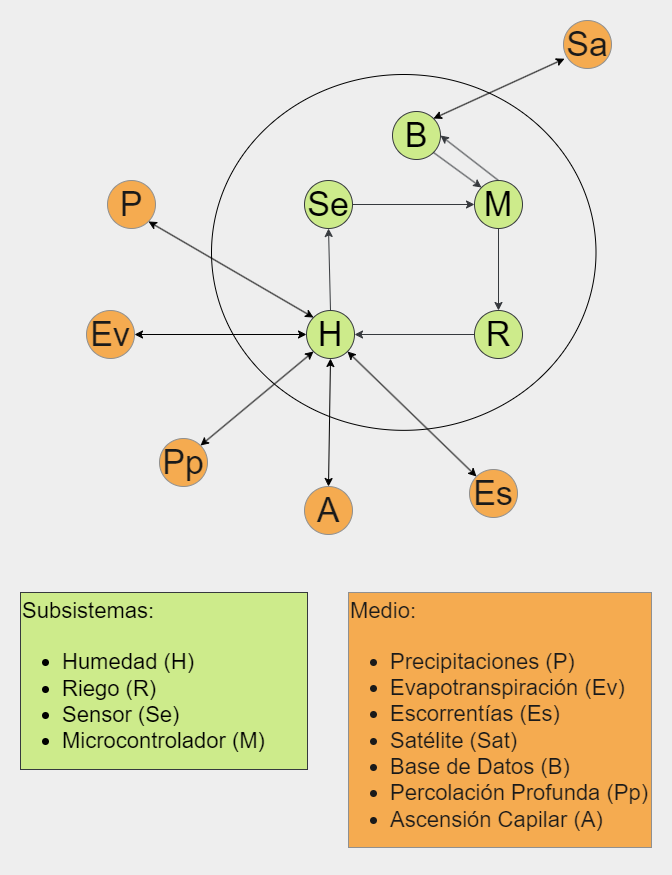 Sa
B
P
Se
M
Ev
H
R
Pp
A
Es
Subsistemas:
Humedad (H)
Riego (R)
Sensor (Se)
Microcontrolador (M)
Medio:
Precipitaciones (P)
Evapotranspiración (Ev)
Escorrentías (Es)
Satélite (Sat)
Base de Datos (B)
Percolación Profunda (Pp)
Ascensión Capilar (A)